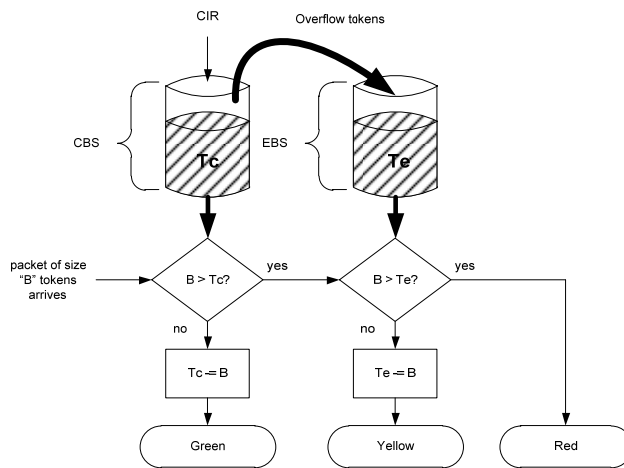 CIR
Overflow tokens
CBS
EBS
Tc
Te
packet of size
"B" tokens
arrives
B > Tc?
yes
B > Te?
yes
no
no
Tc -= B
Te -= B
Green
Yellow
Red